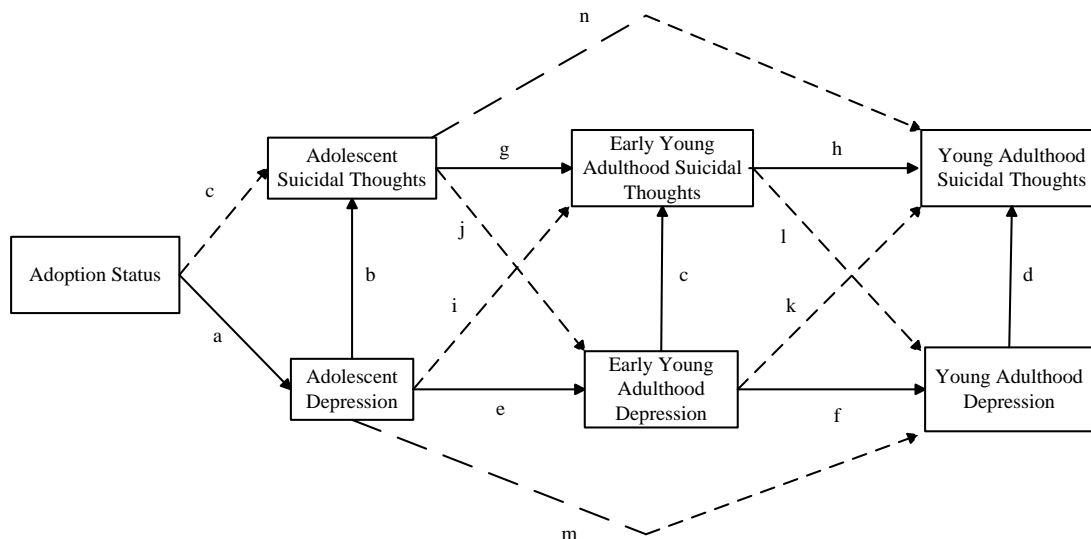 n
Adolescent
Suicidal Thoughts
g
Early Young
Adulthood Suicidal
Thoughts
h
Young Adulthood
Suicidal Thoughts
c
j
l
Adoption Status
b
i
c
k
d
a
Adolescent
Depression
e
Early Young
Adulthood
Depression
f
Young Adulthood
Depression
m